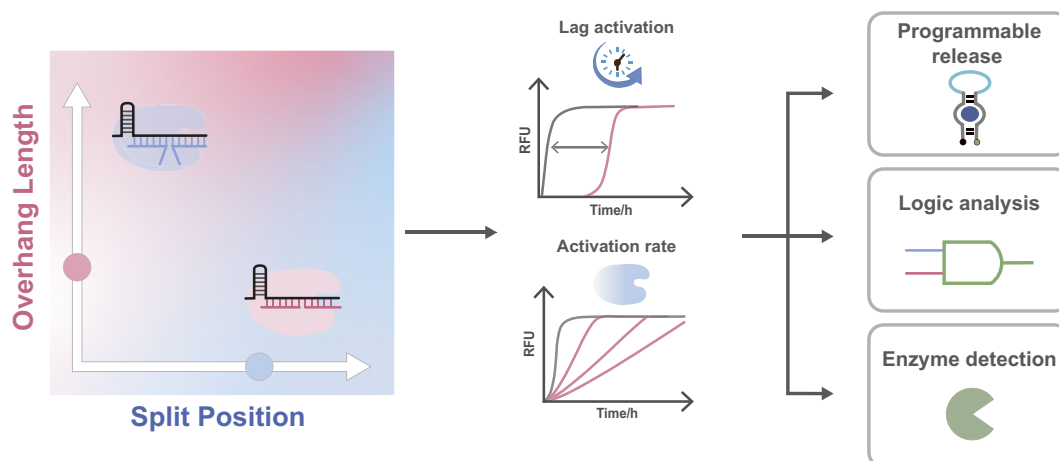 Overhang Length
Split Position
Lag activation
RFU
Time/h
Activation rate
RFU
Time/h
Programmable
release
Logic analysis
Enzyme detection